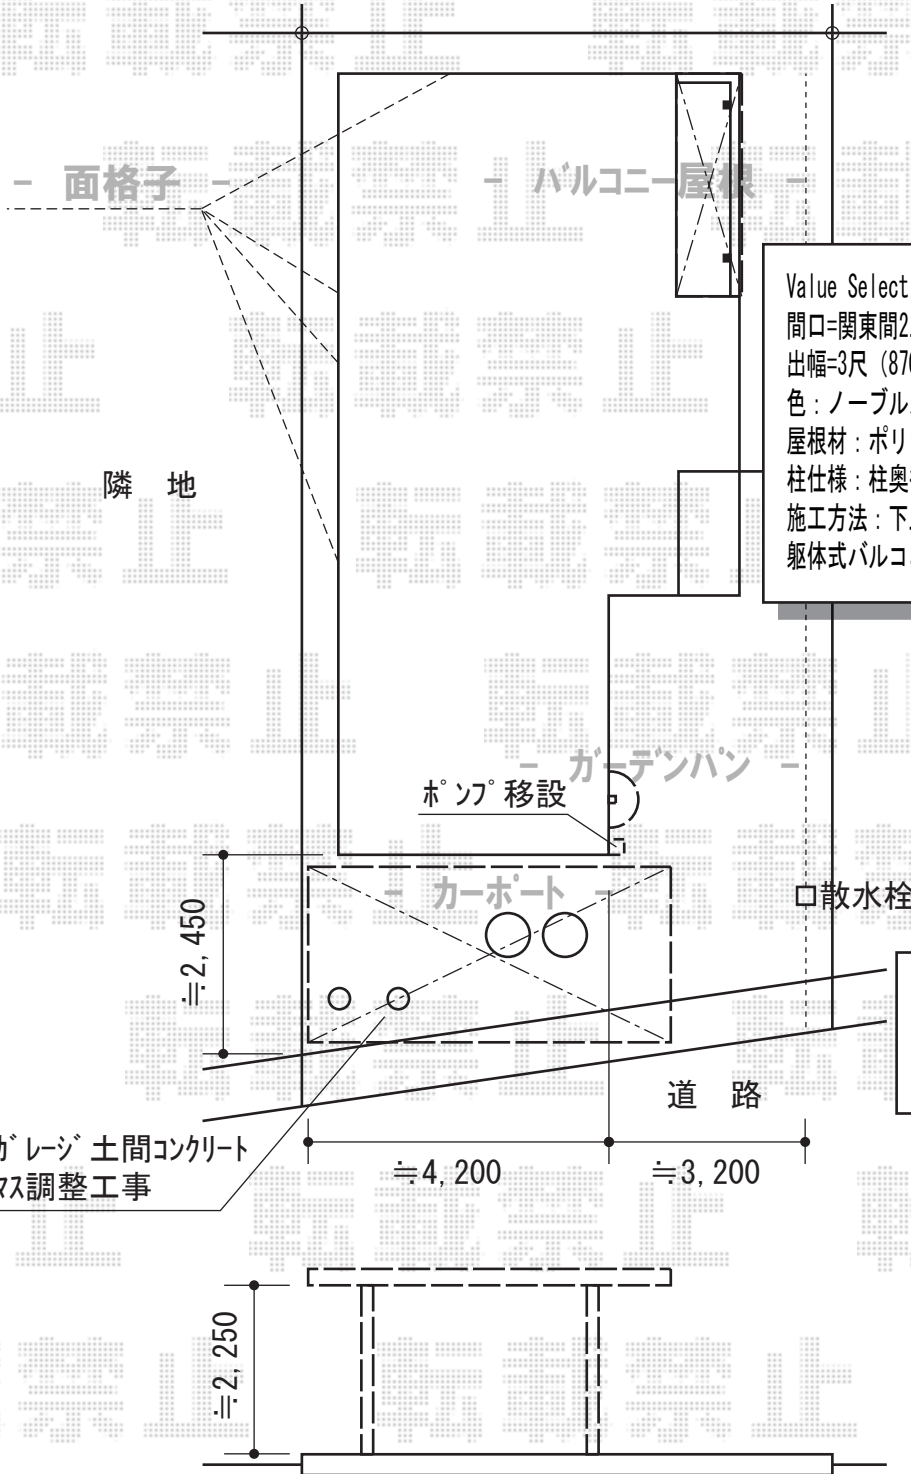 転載禁止
- 面格子 -
- バルコニー屋根 -
Value Select
間口=関東間2
出幅=3尺 (87
色：ノーブル
屋根材：ポリ
柱仕様：柱奥
施工方法：下
躯体式バルコ
隣 地
- ガーデンパン -
ポンプ移設
- カーポート -
散水栓
≒2,450
道 路
ガレージ土間コンクリート
マス調整工事
≒4,200
≒3,200
≒2,250